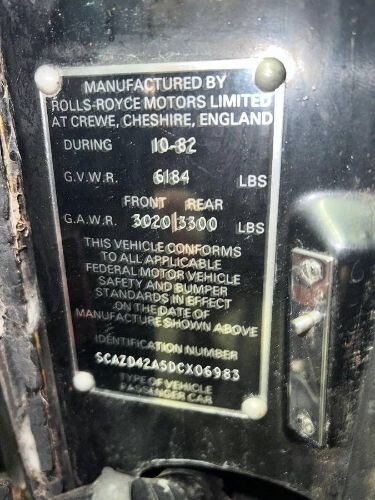 MANUFACTURED BY
ROLLS-ROYCE MOTORS LIMITED
AT CREWE, CHESHIRE, ENGLAND
DURING 10-82
G.V.W.R. 6184 LBS
FRONT REAR
G.A.W.R. 3020 3300 LBS
THIS VEHICLE CONFORMS
TO ALL APPLICABLE
FEDERAL MOTOR VEHICLE
SAFETY AND BUMPER
STANDARDS IN EFFECT
ON THE DATE OF
MANUFACTURE SHOWN ABOVE
IDENTIFICATION NUMBER
SCAZD42A5DCX06983
TYPE OF VEHICLE
PASSENGER CAR